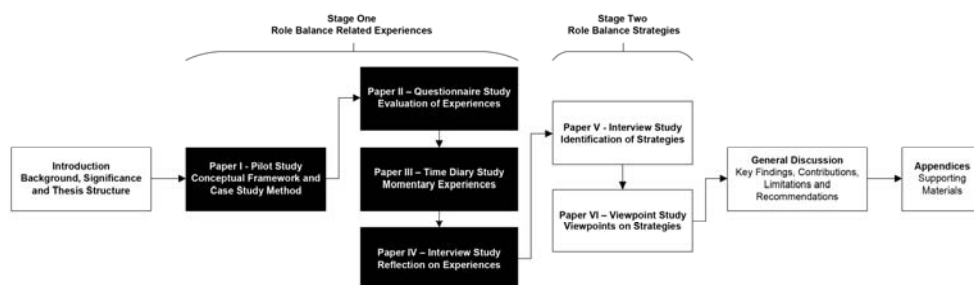 Stage One
Role Balance Related Experiences
Stage Two
Role Balance Strategies
Introduction
Background, Significance
and Thesis Structure
Paper I - Pilot Study
Conceptual Framework and
Case Study Method
Paper II – Questionnaire Study
Evaluation of Experiences
Paper III – Time Diary Study
Momentary Experiences
Paper IV – Interview Study
Reflection on Experiences
Paper V - Interview Study
Identification of Strategies
Paper VI – Viewpoint Study
Viewpoints on Strategies
General Discussion
Key Findings, Contributions,
Limitations and
Recommendations
Appendices
Supporting
Materials